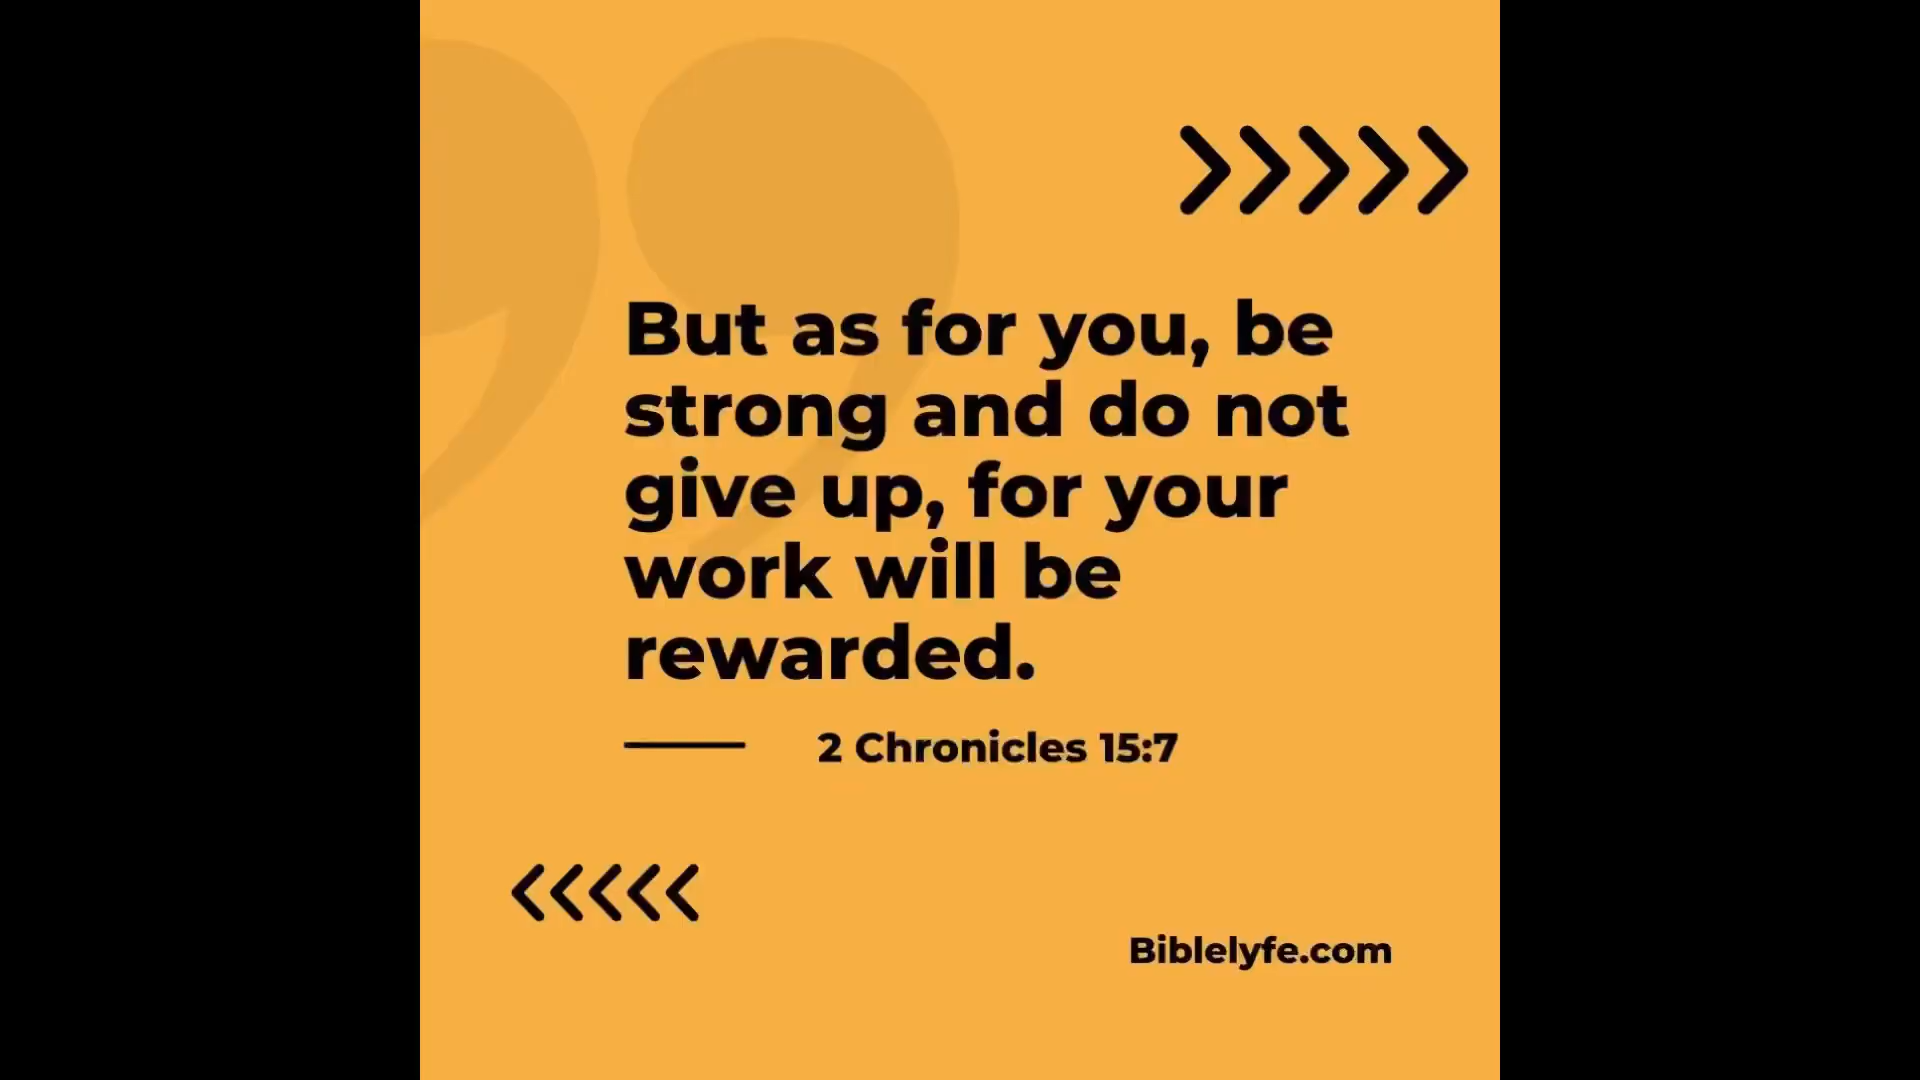 But as for you, be
strong and do not
give up, for your
work will be
rewarded.
2 Chronicles 15:7
Biblelyfe.com